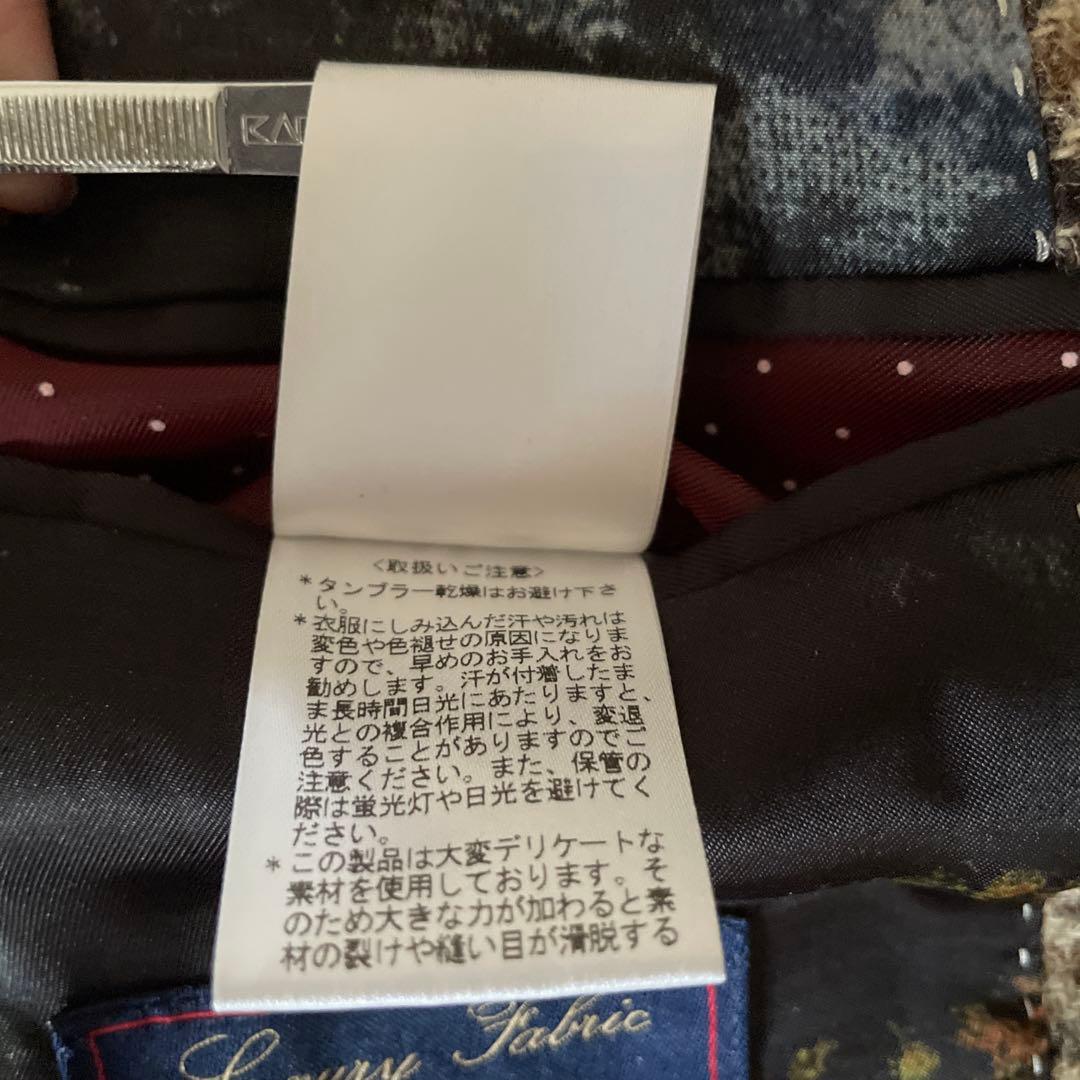 KAI
<取扱いご注意>
*タンブラー乾燥はお避け下さ
い。
*衣服にしみ込んだ汗や汚れは
変色や色褪せの原因になりま
すので、早めのお手入れをお
勧めします。汗が付着したま
ま長時間日光にあたりますと、
光との複合作用により、変退
色することがありますのでご
注意ください。また、保管の
際は蛍光灯や日光を避けてく
ださい。
*この製品は大変デリケートな
素材を使用しております。そ
のため大きな力が加わると素
材の裂けや縫い目が滑脱する
Luxury Fabric